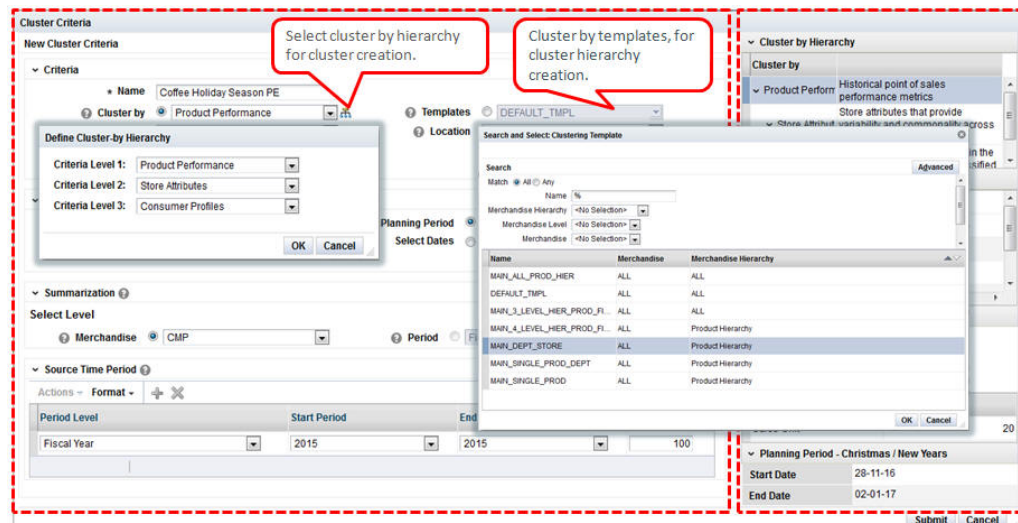 Cluster Criteria
New Cluster Criteria
Select cluster by hierarchy
for cluster creation.
Cluster by templates, for
cluster hierarchy
creation.
Criteria
* Name Coffee Holiday Season PE
Cluster by Product Performance
Templates DEFAULT_TMPL
Location
Define Cluster-by Hierarchy
Criteria Level 1: Product Performance
Criteria Level 2: Store Attributes
Criteria Level 3: Consumer Profiles
OK Cancel
Planning Period
Select Dates
Summarization
Select Level
Merchandise CMP
Period
Source Time Period
Actions Format
Period Level Start Period End
Fiscal Year 2015 2015 100
Search and Select: Clustering Template
Search Advanced
Match All Any
Name %
Merchandise Hierarchy <No Selection>
Merchandise Level <No Selection>
Merchandise <No Selection>
Name Merchandise Merchandise Hierarchy
MAIN_ALL_PROD_HIER ALL ALL
DEFAULT_TMPL ALL ALL
MAIN_3_LEVEL_HIER_PROD_FI... ALL ALL
MAIN_4_LEVEL_HIER_PROD_FI... ALL Product Hierarchy
MAIN_DEPT_STORE ALL Product Hierarchy
MAIN_SINGLE_PROD_DEPT ALL Product Hierarchy
MAIN_SINGLE_PROD ALL Product Hierarchy
OK Cancel
Cluster by Hierarchy
Cluster by
Product Perform Historical point of sales
performance metrics
Store attributes that provide
Store Attribut variability and commonality across
in the
20
Planning Period - Christmas / New Years
Start Date 28-11-16
End Date 02-01-17
Submit Cancel